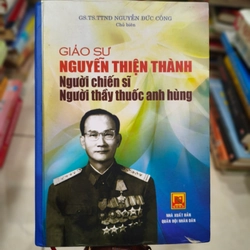 GS.TS.TTND NGUYỄN ĐỨC CÔNG
Chủ biên
GIÁO SƯ
NGUYỄN THIỆN THÀNH
Người chiến sĩ
Người thầy thuốc anh hùng
NHÀ XUẤT BẢN
QUÂN ĐỘI NHÂN DÂN